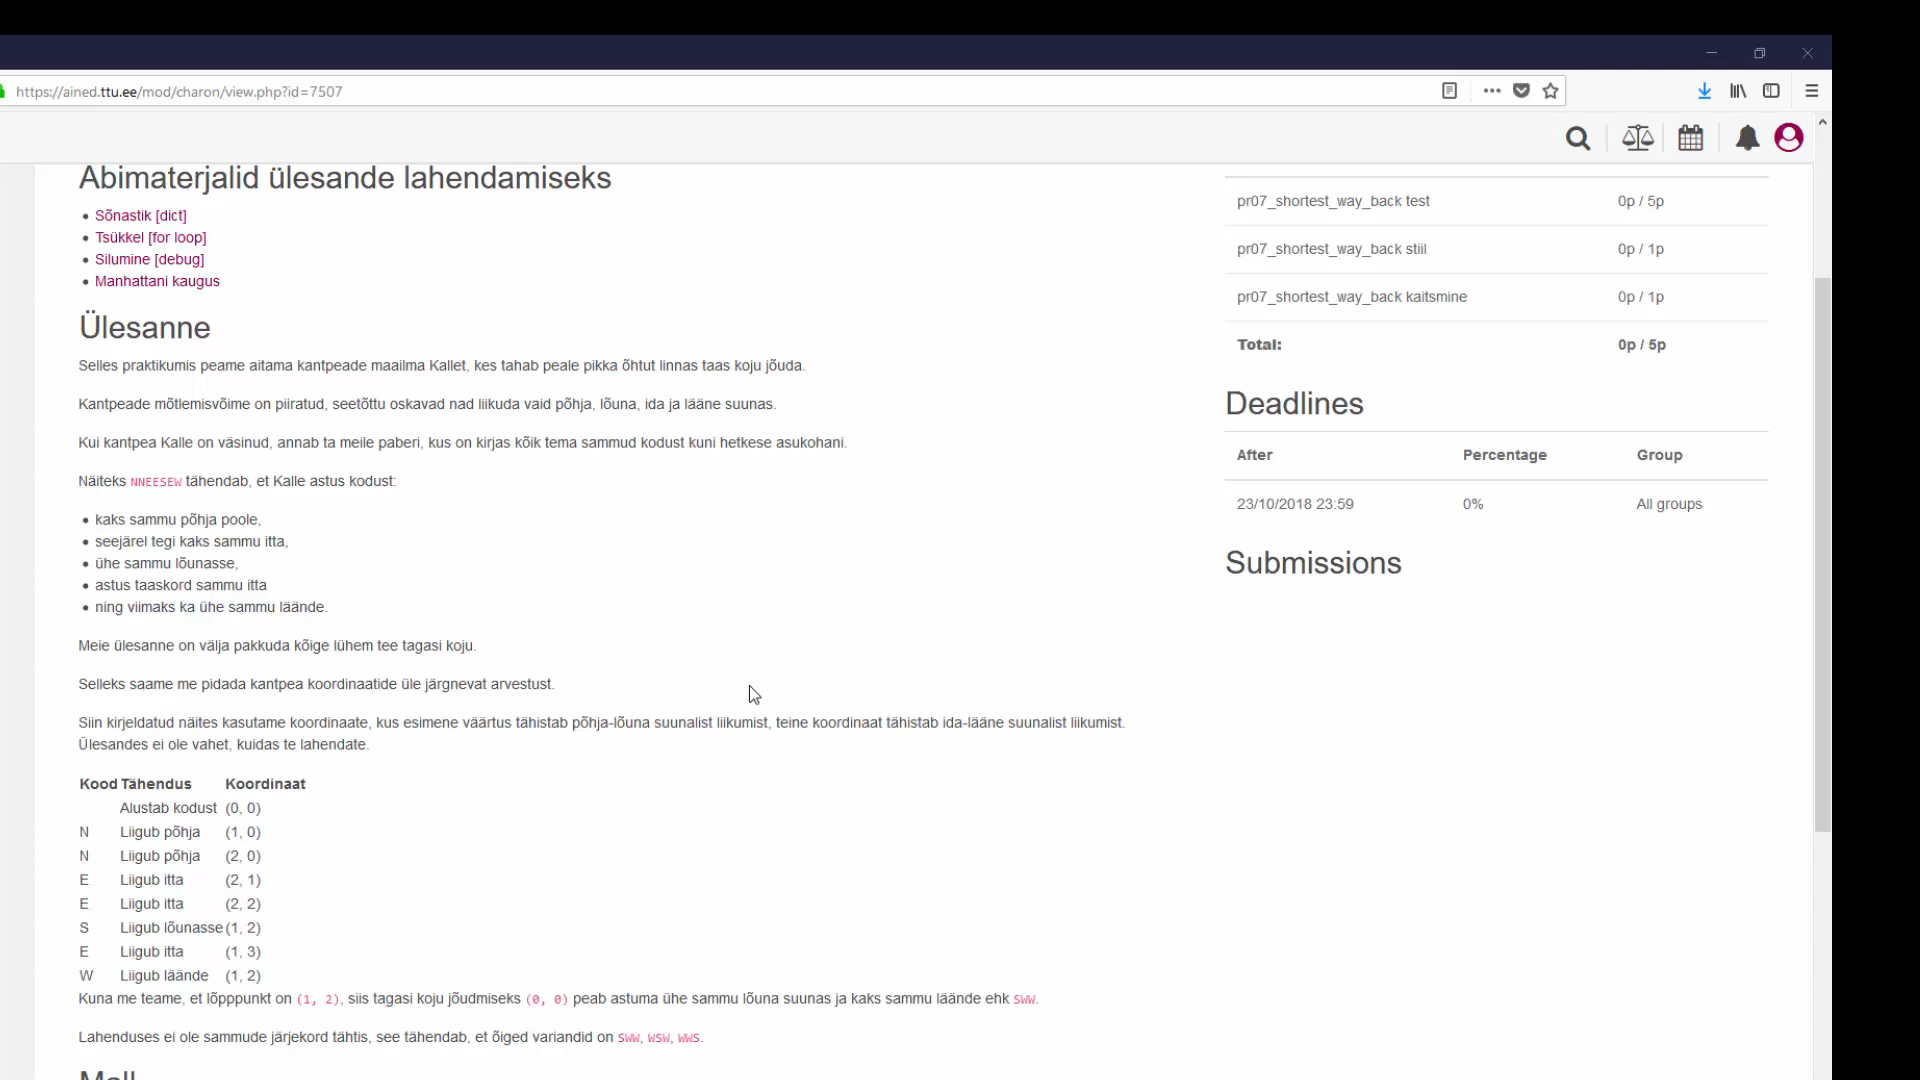 https://ained.ttu.ee/mod/charon/view.php?id=7507
Abimaterjalid ülesande lahendamiseks
Sõnastik [dict]
Tsükkel [for loop]
Silumine [debug]
Manhattani kaugus
Ülesanne
Selles praktikumis peame aitama kantpeade maailma Kallet, kes tahab peale pikka õhtut linnas taas koju jõuda.
Kantpeade mõtlemisvõime on piiratud, seetõttu oskavad nad liikuda vaid põhja, lõuna, ida ja lääne suunas.
Kui kantpea Kalle on väsinud, annab ta meile paberi, kus on kirjas kõik tema sammud kodust kuni hetkese asukohani.
Näiteks NNEESEW tähendab, et Kalle astus kodust:
kaks sammu põhja poole,
seejärel tegi kaks sammu itta,
ühe sammu lõunasse,
astus taaskord sammu itta
ning viimaks ka ühe sammu läände.
Meie ülesanne on välja pakkuda kõige lühem tee tagasi koju.
Selleks saame me pidada kantpea koordinaatide üle järgnevat arvestust.
Siin kirjeldatud näites kasutame koordinaate, kus esimene väärtus tähistab põhja-lõuna suunalist liikumist, teine koordinaat tähistab ida-lääne suunalist liikumist.
Ülesandes ei ole vahet, kuidas te lahendate.
Kood Tähendus Koordinaat
Alustab kodust (0, 0)
N Liigub põhja (1, 0)
N Liigub põhja (2, 0)
E Liigub itta (2, 1)
E Liigub itta (2, 2)
S Liigub lõunasse (1, 2)
E Liigub itta (1, 3)
W Liigub läände (1, 2)
Kuna me teame, et lõpppunkt on (1, 2), siis tagasi koju jõudmiseks (0, 0) peab astuma ühe sammu lõuna suunas ja kaks sammu läände ehk SWW.
Lahenduses ei ole sammude järjekord tähtis, see tähendab, et õiged variandid on SWW, WSW, WWS.
pr07_shortest_way_back test 0p / 5p
pr07_shortest_way_back stiil 0p / 1p
pr07_shortest_way_back kaitsmine 0p / 1p
Total: 0p / 5p
Deadlines
After Percentage Group
23/10/2018 23:59 0% All groups
Submissions